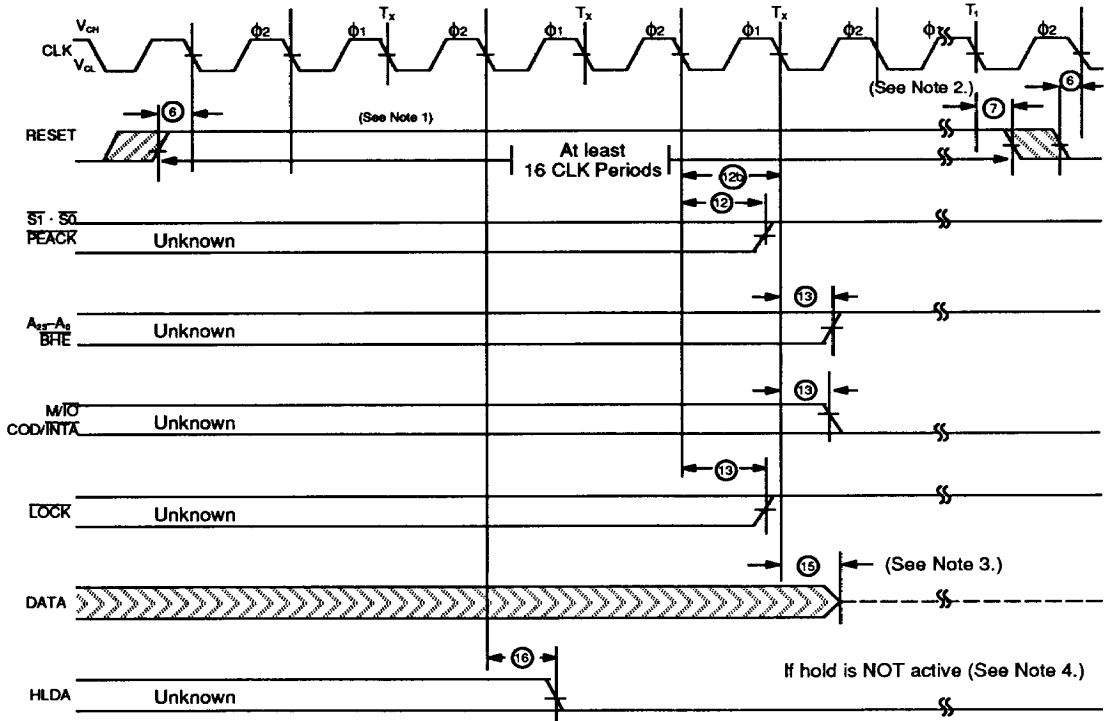 V_CH
CLK
V_CL
ϕ2
ϕ1
T_X
ϕ2
ϕ1
T_X
ϕ2
ϕ1
T_X
ϕ2
T_1
ϕ2
(See Note 2.)
6
6
7
RESET
(See Note 1)
At least
16 CLK Periods
12b
12
S1 · S0
PEACK
Unknown
13
A₂₃–A₀
BHE
Unknown
13
M/IO
COD/INTA
Unknown
13
LOCK
Unknown
15
(See Note 3.)
DATA
16
If hold is NOT active (See Note 4.)
HLDA
Unknown